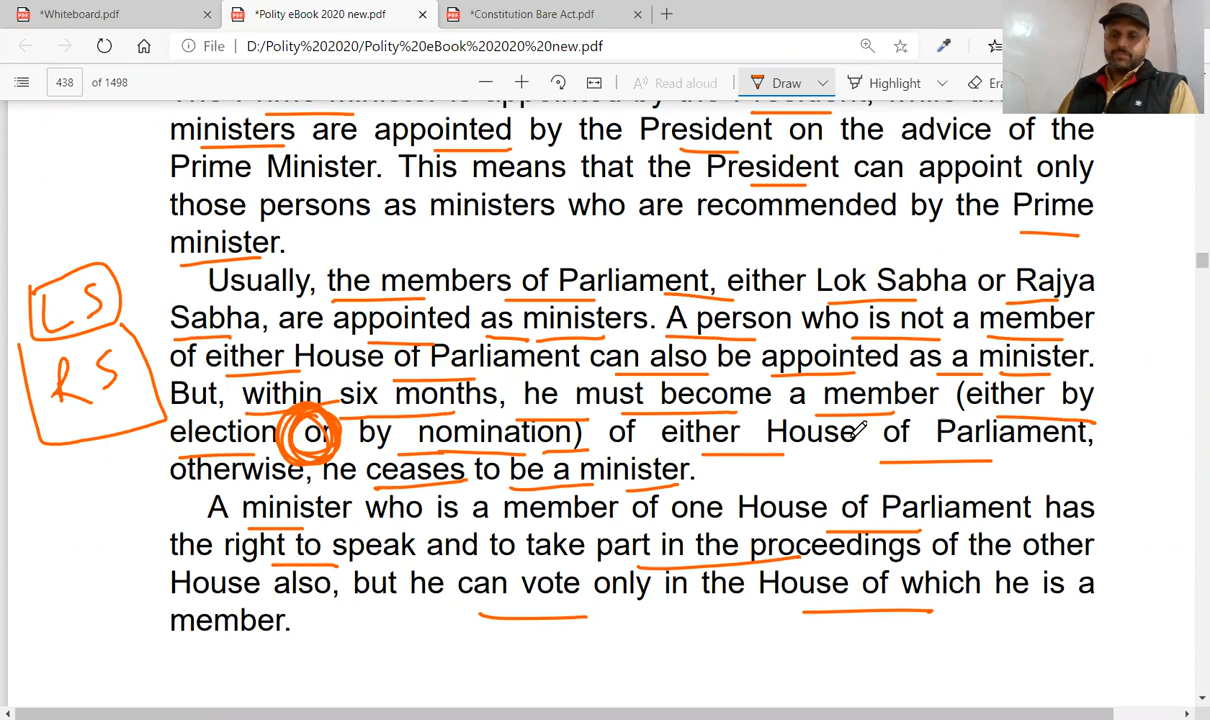 *Whiteboard.pdf
*Polity eBook 2020 new.pdf
*Constitution Bare Act.pdf
File
D:/Polity%202020/Polity%20eBook%202020%20new.pdf
438 of 1498
Read aloud
Draw
Highlight
ministers are appointed by the President on the advice of the
Prime Minister. This means that the President can appoint only
those persons as ministers who are recommended by the Prime
minister.
Usually, the members of Parliament, either Lok Sabha or Rajya
Sabha, are appointed as ministers. A person who is not a member
of either House of Parliament can also be appointed as a minister.
But, within six months, he must become a member (either by
election or by nomination) of either House of Parliament,
otherwise, he ceases to be a minister.
A minister who is a member of one House of Parliament has
the right to speak and to take part in the proceedings of the other
House also, but he can vote only in the House of which he is a
member.
LS
RS